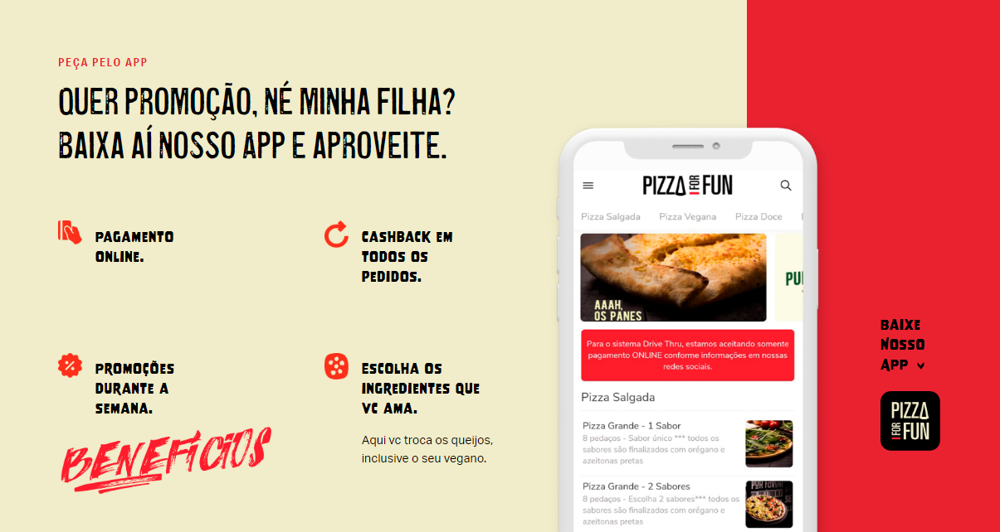 PEÇA PELO APP
QUER PROMOÇÃO, NÉ MINHA FILHA?
BAIXA AÍ NOSSO APP E APROVEITE.
PAGAMENTO
ONLINE.
CASHBACK EM
TODOS OS
PEDIDOS.
PROMOÇÕES
DURANTE A
SEMANA.
ESCOLHA OS
INGREDIENTES QUE
VC AMA.
Aqui vc troca os queijos,
inclusive o seu vegano.
BENEFÍCIOS
PIZZA FOR FUN
Pizza Salgada Pizza Vegana Pizza Doce
AAAH,
OS PANES
Para o sistema Drive Thru, estamos aceitando somente
pagamento ONLINE conforme informações em nossas
redes sociais.
Pizza Salgada
Pizza Grande - 1 Sabor
8 pedaços - Sabor único *** todos os
sabores são finalizados com orégano e
azeitonas pretas
Pizza Grande - 2 Sabores
8 pedaços - Escolha 2 sabores*** todos os
sabores são finalizados com orégano e
azeitonas pretas
BAIXE
NOSSO
APP
PIZZA
FOR FUN